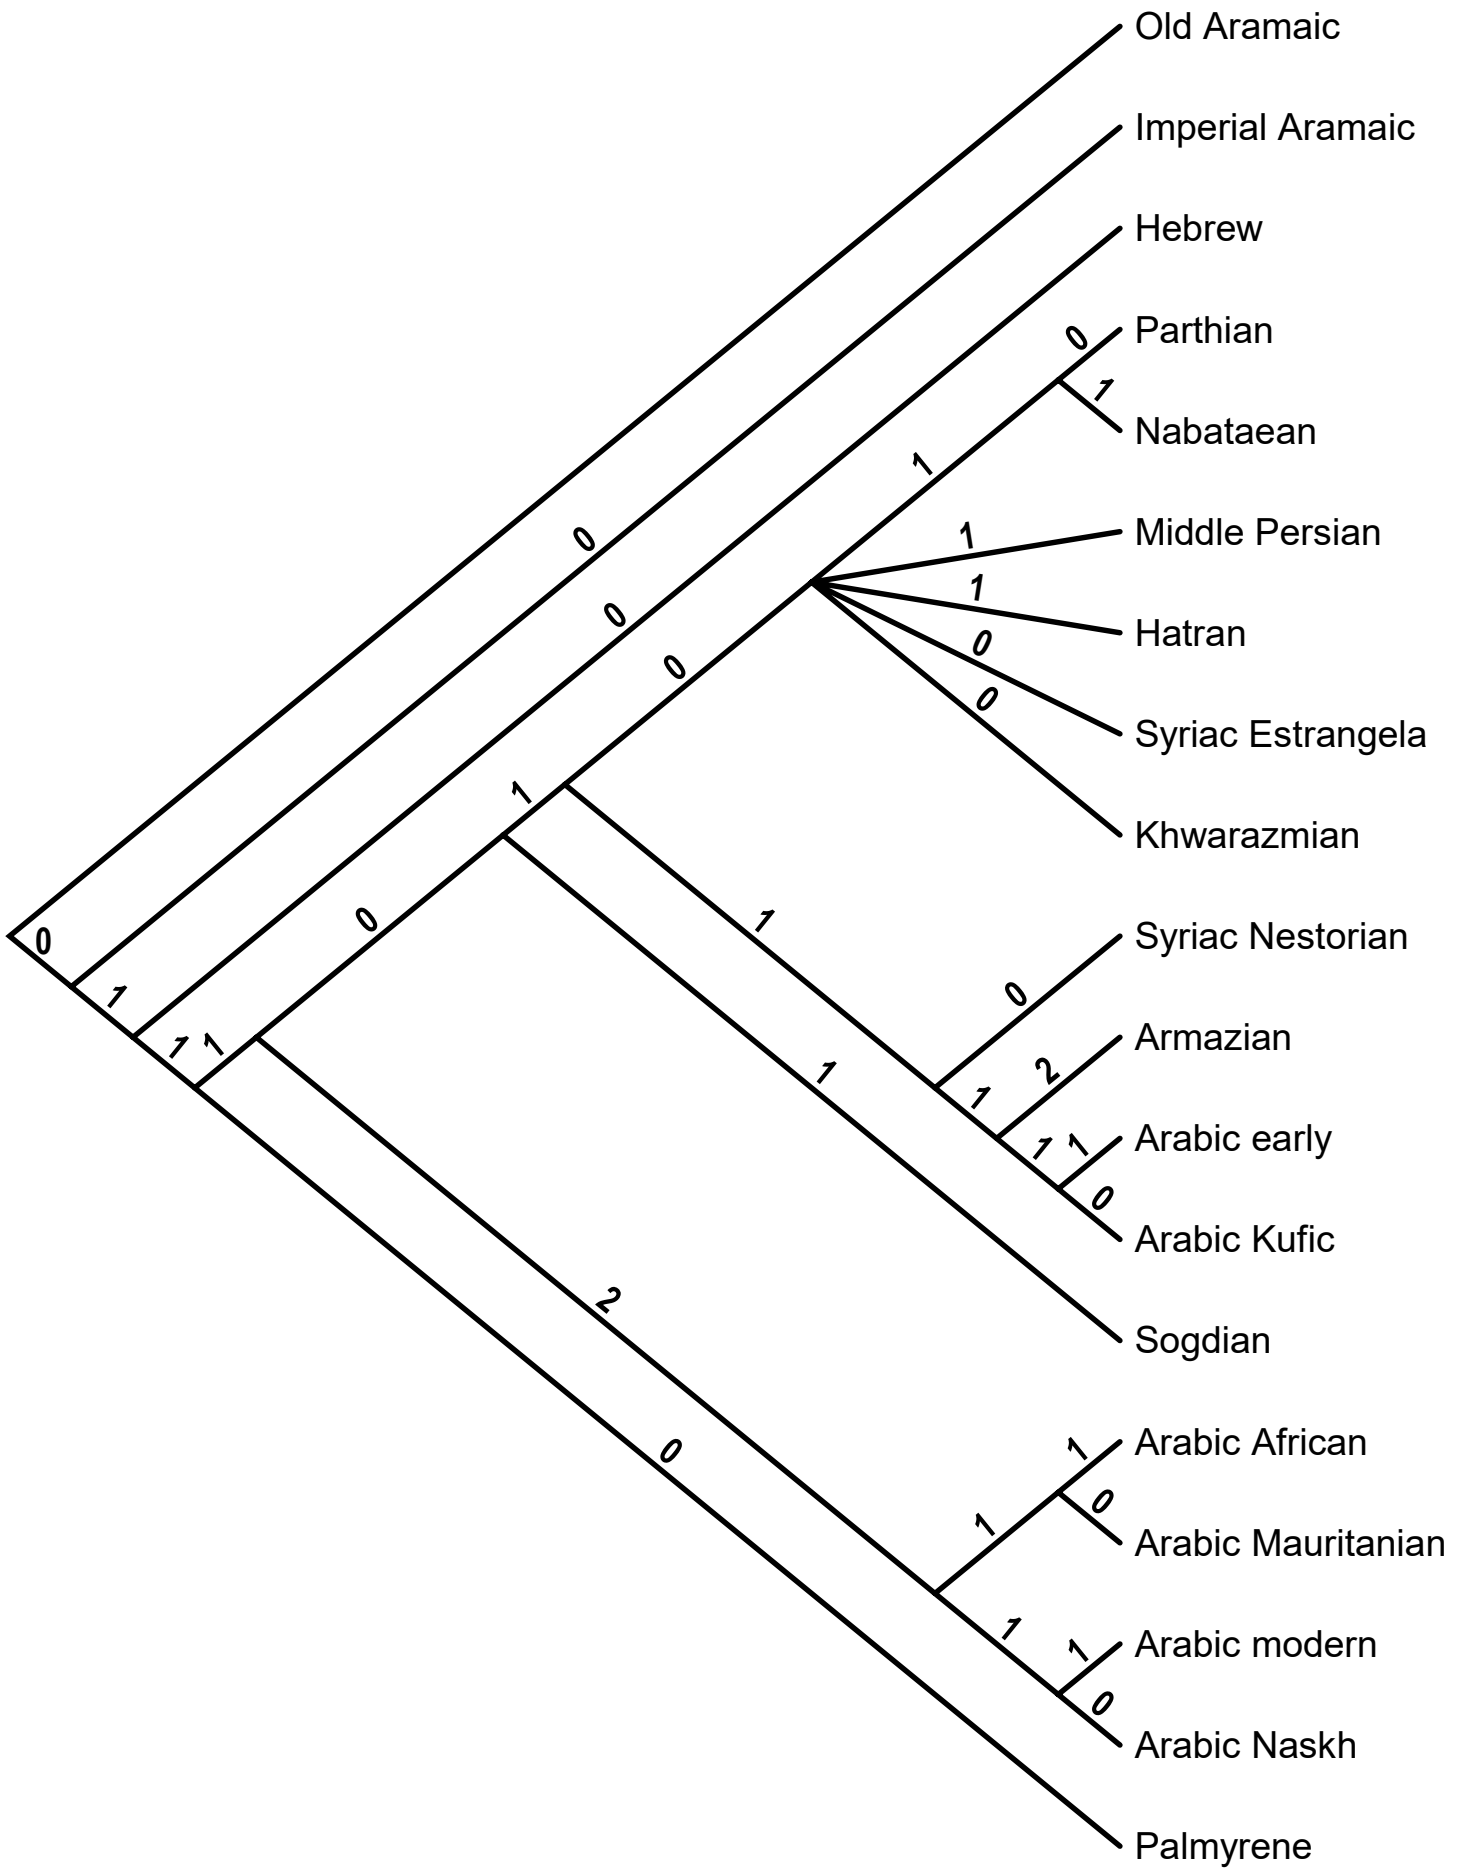 Old Aramaic
Imperial Aramaic
Hebrew
0
Parthian
1
Nabataean
1
1
Middle Persian
0
1
Hatran
0
0
0
Syriac Estrangela
0
1
Khwarazmian
0
1
0
Syriac Nestorian
1
0
2
Armazian
1
1
1
1
1
1
Arabic early
0
Arabic Kufic
2
Sogdian
1
Arabic African
0
0
1
Arabic Mauritanian
1
1
Arabic modern
0
Arabic Naskh
Palmyrene